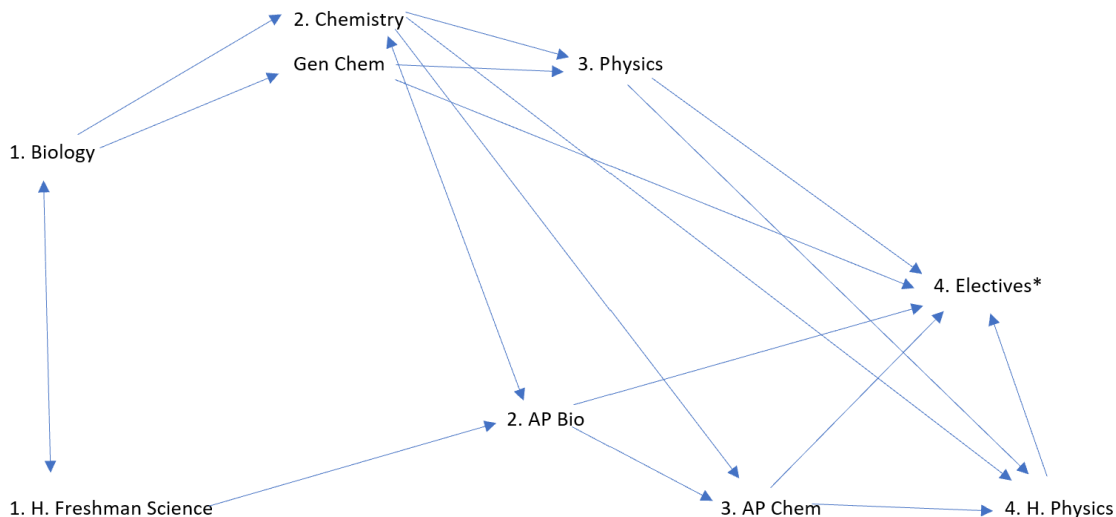 2. Chemistry
Gen Chem
3. Physics
1. Biology
4. Electives*
2. AP Bio
1. H. Freshman Science
3. AP Chem
4. H. Physics